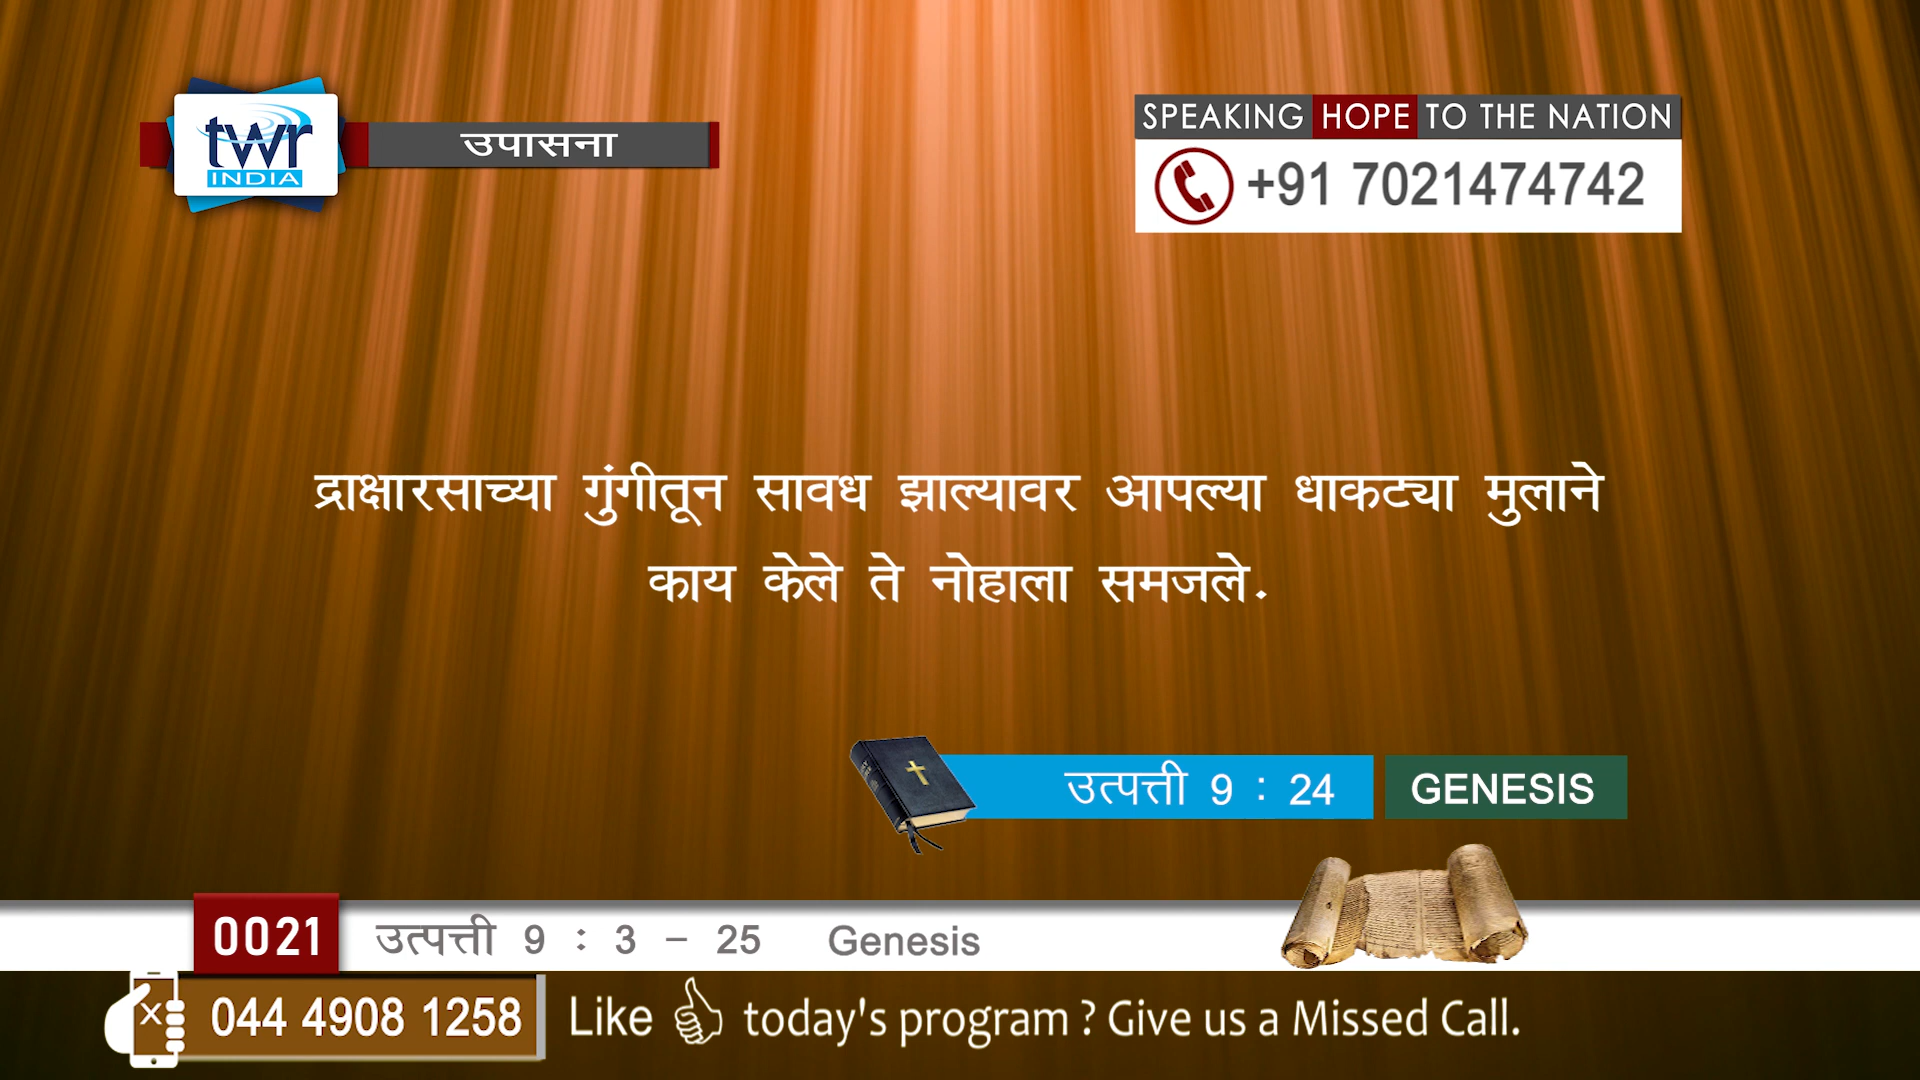 twr
INDIA
उपासना
SPEAKING HOPE TO THE NATION
+91 7021474742
द्राक्षारसाच्या गुंगीतून सावध झाल्यावर आपल्या धाकट्या मुलाने
काय केले ते नोहाला समजले.
उत्पत्ती 9 : 24 GENESIS
0021 उत्पत्ती 9 : 3 - 25 Genesis
044 4908 1258 Like today's program ? Give us a Missed Call.